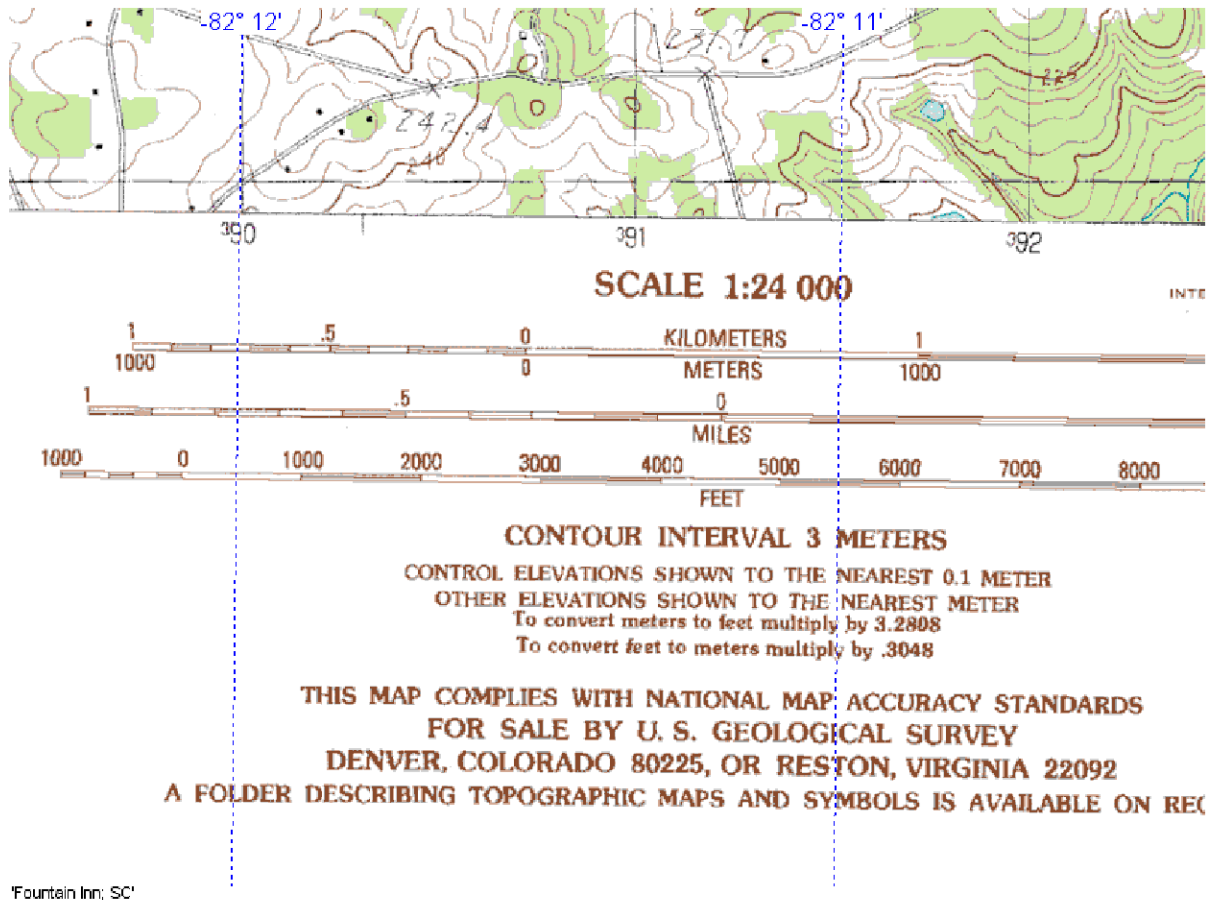 -82° 12' -82° 11'
237.7
225
247.4
240
390 391 392
SCALE 1:24 000
INTE
1 .5 0 KILOMETERS 1
1000 0 METERS 1000
1 .5 0
MILES
1000 0 1000 2000 3000 4000 5000 6000 7000 8000
FEET
CONTOUR INTERVAL 3 METERS
CONTROL ELEVATIONS SHOWN TO THE NEAREST 0.1 METER
OTHER ELEVATIONS SHOWN TO THE NEAREST METER
To convert meters to feet multiply by 3.2808
To convert feet to meters multiply by .3048
THIS MAP COMPLIES WITH NATIONAL MAP ACCURACY STANDARDS
FOR SALE BY U. S. GEOLOGICAL SURVEY
DENVER, COLORADO 80225, OR RESTON, VIRGINIA 22092
A FOLDER DESCRIBING TOPOGRAPHIC MAPS AND SYMBOLS IS AVAILABLE ON REQ
'Fountain Inn; SC'